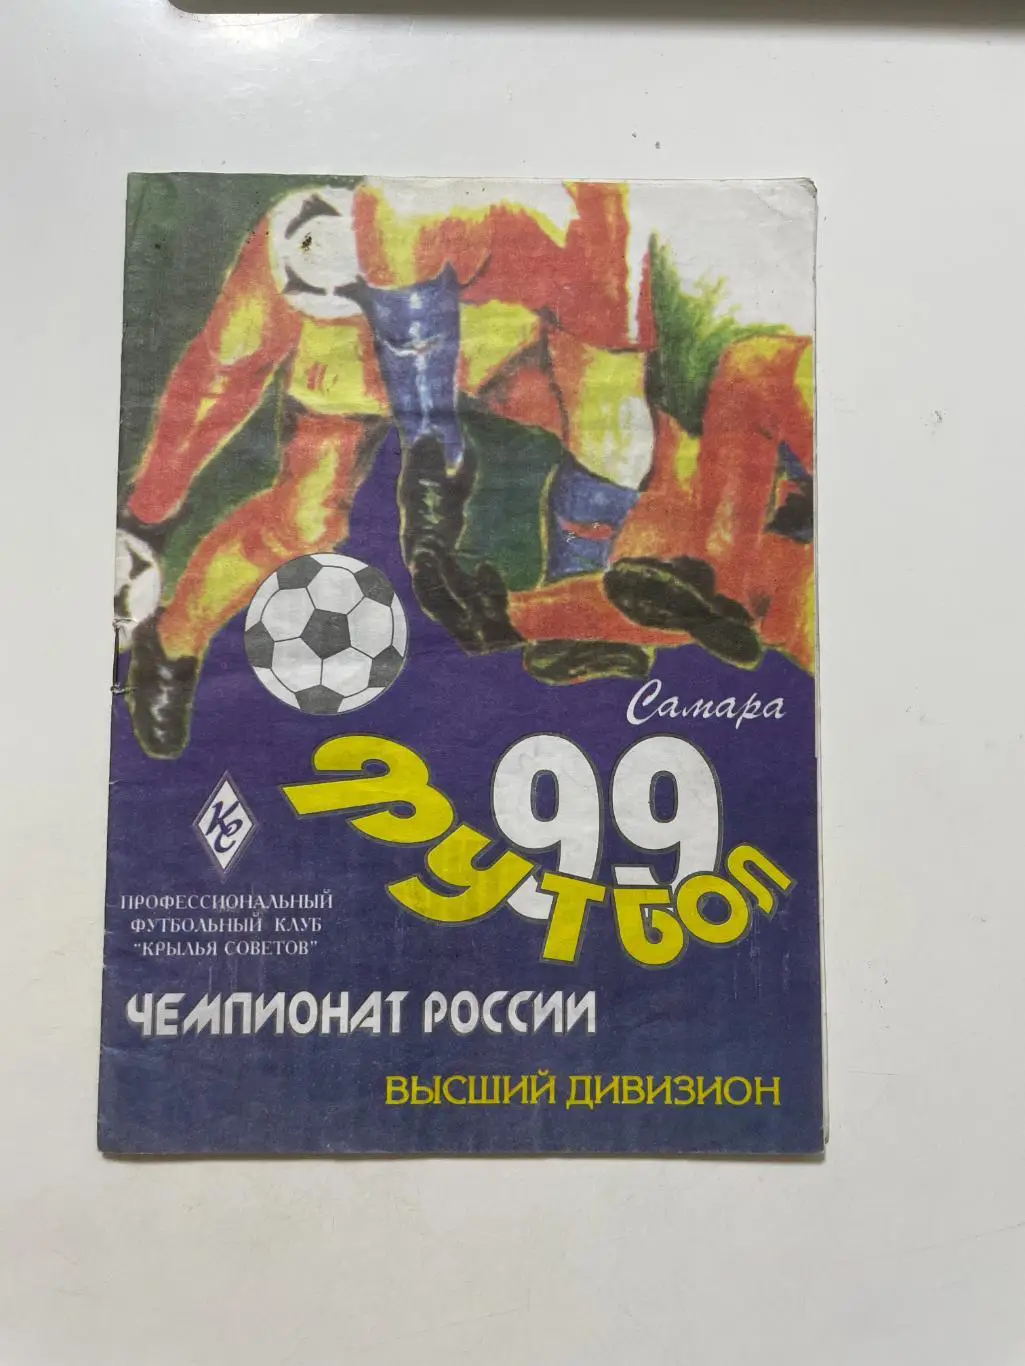 Самара
99
Футбол
КС
ПРОФЕССИОНАЛЬНЫЙ
ФУТБОЛЬНЫЙ КЛУБ
"КРЫЛЬЯ СОВЕТОВ"
ЧЕМПИОНАТ РОССИИ
ВЫСШИЙ ДИВИЗИОН